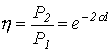 η = P₂/P₁ = e^(-2αl)